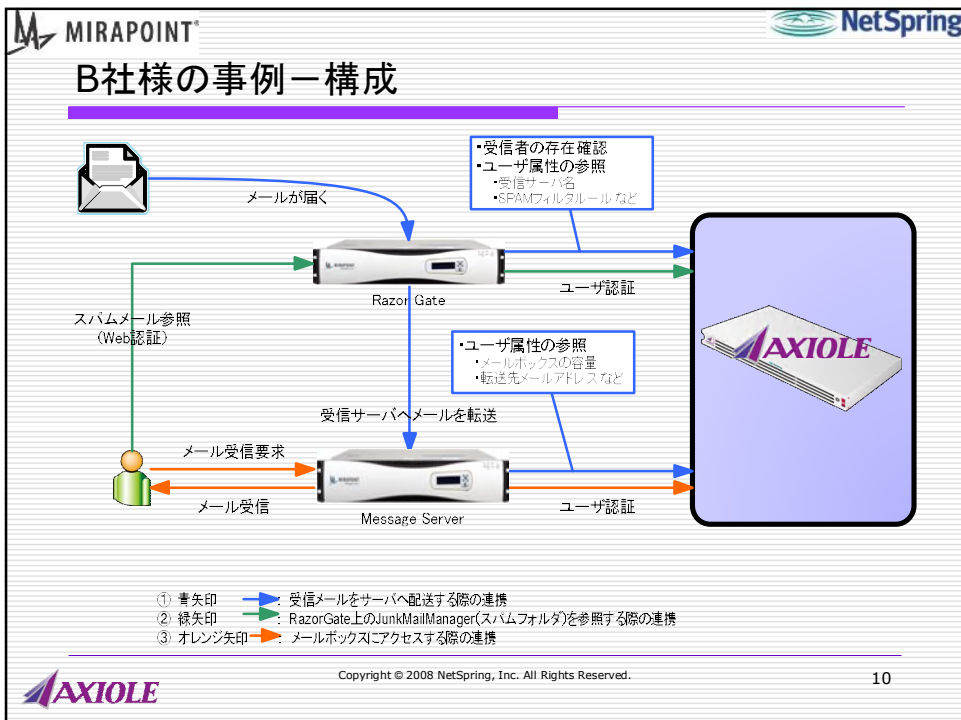 MIRAPOINT
NetSpring
B社様の事例－構成
・受信者の存在確認
・ユーザ属性の参照
・受信サーバ名
・SPAMフィルタルールなど
メールが届く
Razor Gate
ユーザ認証
スパムメール参照
（Web認証）
・ユーザ属性の参照
・メールボックスの容量
・転送先メールアドレスなど
AXIOLE
受信サーバへメールを転送
メール受信要求
メール受信
Message Server
ユーザ認証
① 青矢印 ： 受信メールをサーバへ配送する際の連携
② 緑矢印 ： RazorGate上のJunkMailManager(スパムフォルダ)を参照する際の連携
③ オレンジ矢印 ： メールボックスにアクセスする際の連携
AXIOLE
Copyright © 2008 NetSpring, Inc. All Rights Reserved.
10